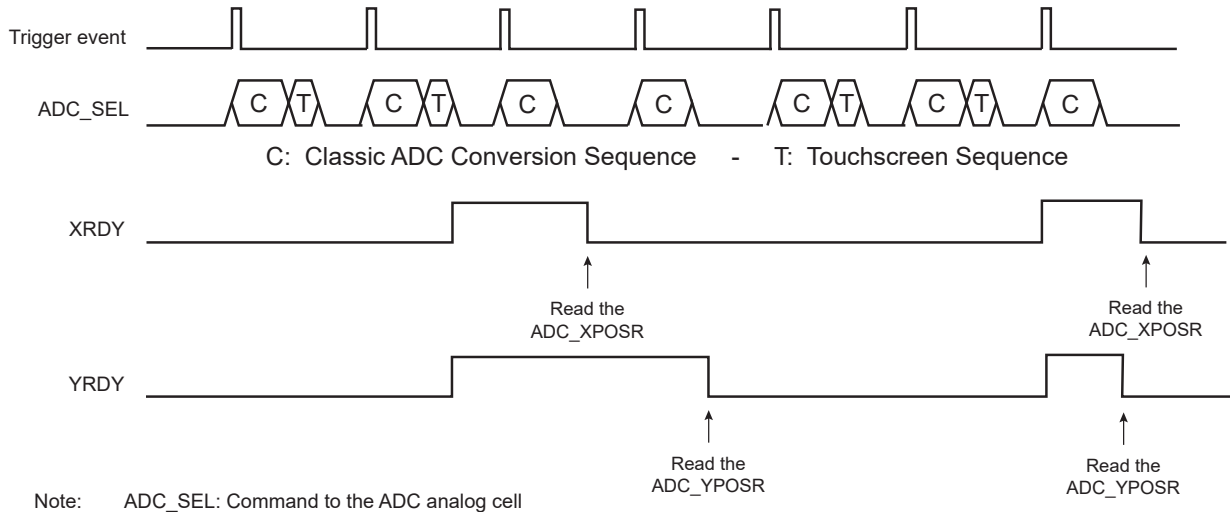 Trigger event
ADC_SEL
C T C T C C C T C T C
C: Classic ADC Conversion Sequence - T: Touchscreen Sequence
XRDY
Read the
ADC_XPOSR
Read the
ADC_XPOSR
YRDY
Read the
ADC_YPOSR
Read the
ADC_YPOSR
Note: ADC_SEL: Command to the ADC analog cell